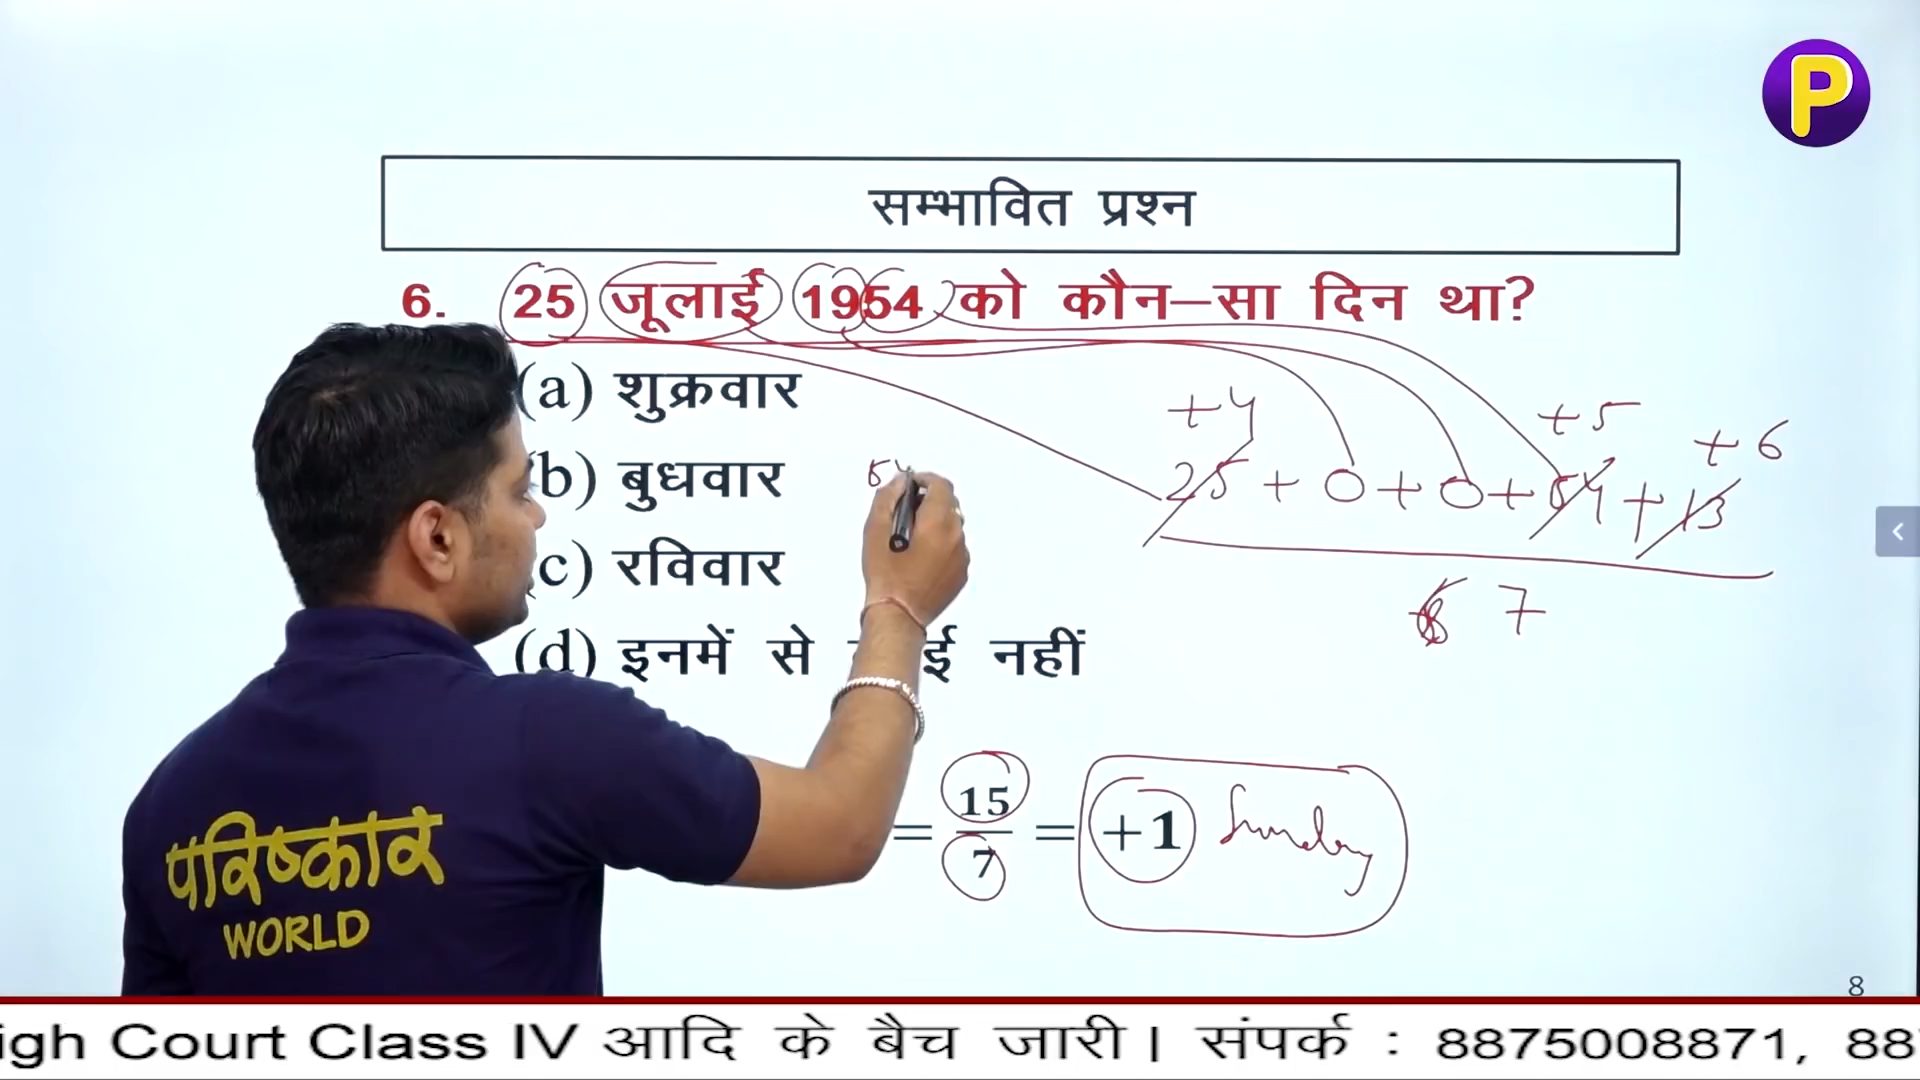 P
सम्भावित प्रश्न
6. 25 जूलाई 1954 को कौन–सा दिन था?
(a) शुक्रवार
(b) बुधवार
(c) रविवार
(d) इनमें से ई नहीं
+4 +5 +6
25 + 0 + 0 + 54 + 13
7
= 15/7 = +1 Sunday
परिष्कार
WORLD
8
igh Court Class IV आदि के बैच जारी। संपर्क : 8875008871, 88